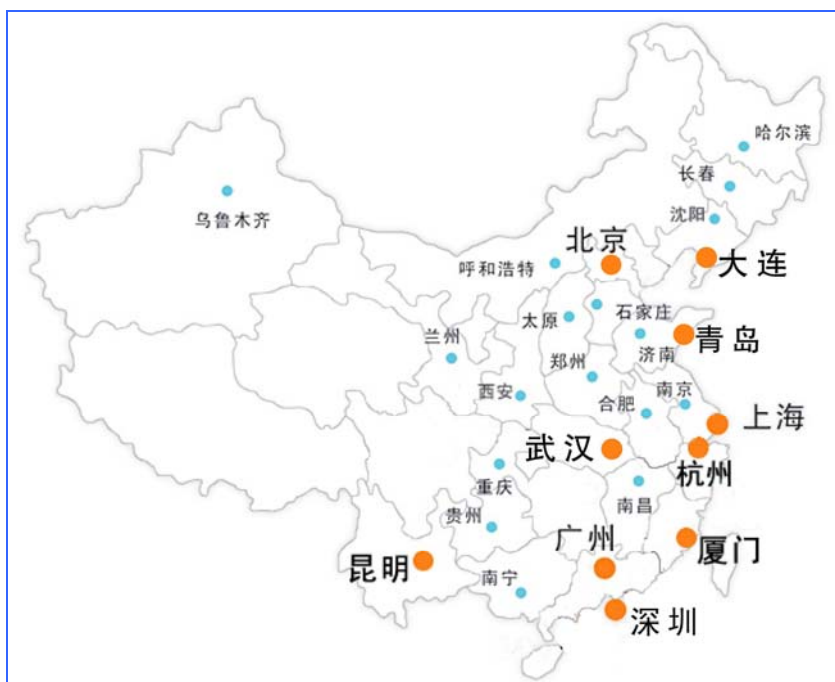 哈尔滨
长春
乌鲁木齐
沈阳
北京
呼和浩特
大连
太原
石家庄
兰州
青岛
郑州
济南
西安
合肥
南京
上海
武汉
杭州
重庆
南昌
贵州
广州
厦门
昆明
南宁
深圳